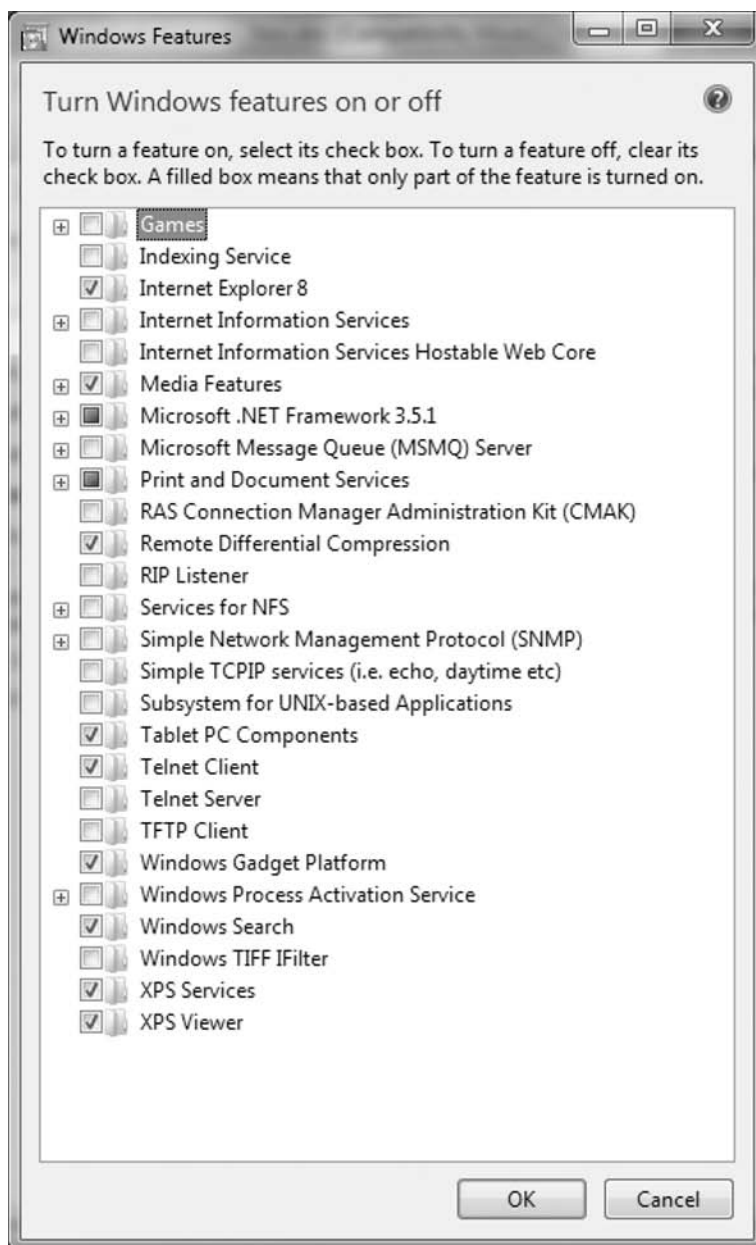 Windows Features
Turn Windows features on or off
To turn a feature on, select its check box. To turn a feature off, clear its
check box. A filled box means that only part of the feature is turned on.
Games
Indexing Service
Internet Explorer 8
Internet Information Services
Internet Information Services Hostable Web Core
Media Features
Microsoft .NET Framework 3.5.1
Microsoft Message Queue (MSMQ) Server
Print and Document Services
RAS Connection Manager Administration Kit (CMAK)
Remote Differential Compression
RIP Listener
Services for NFS
Simple Network Management Protocol (SNMP)
Simple TCPIP services (i.e. echo, daytime etc)
Subsystem for UNIX-based Applications
Tablet PC Components
Telnet Client
Telnet Server
TFTP Client
Windows Gadget Platform
Windows Process Activation Service
Windows Search
Windows TIFF IFilter
XPS Services
XPS Viewer
OK
Cancel